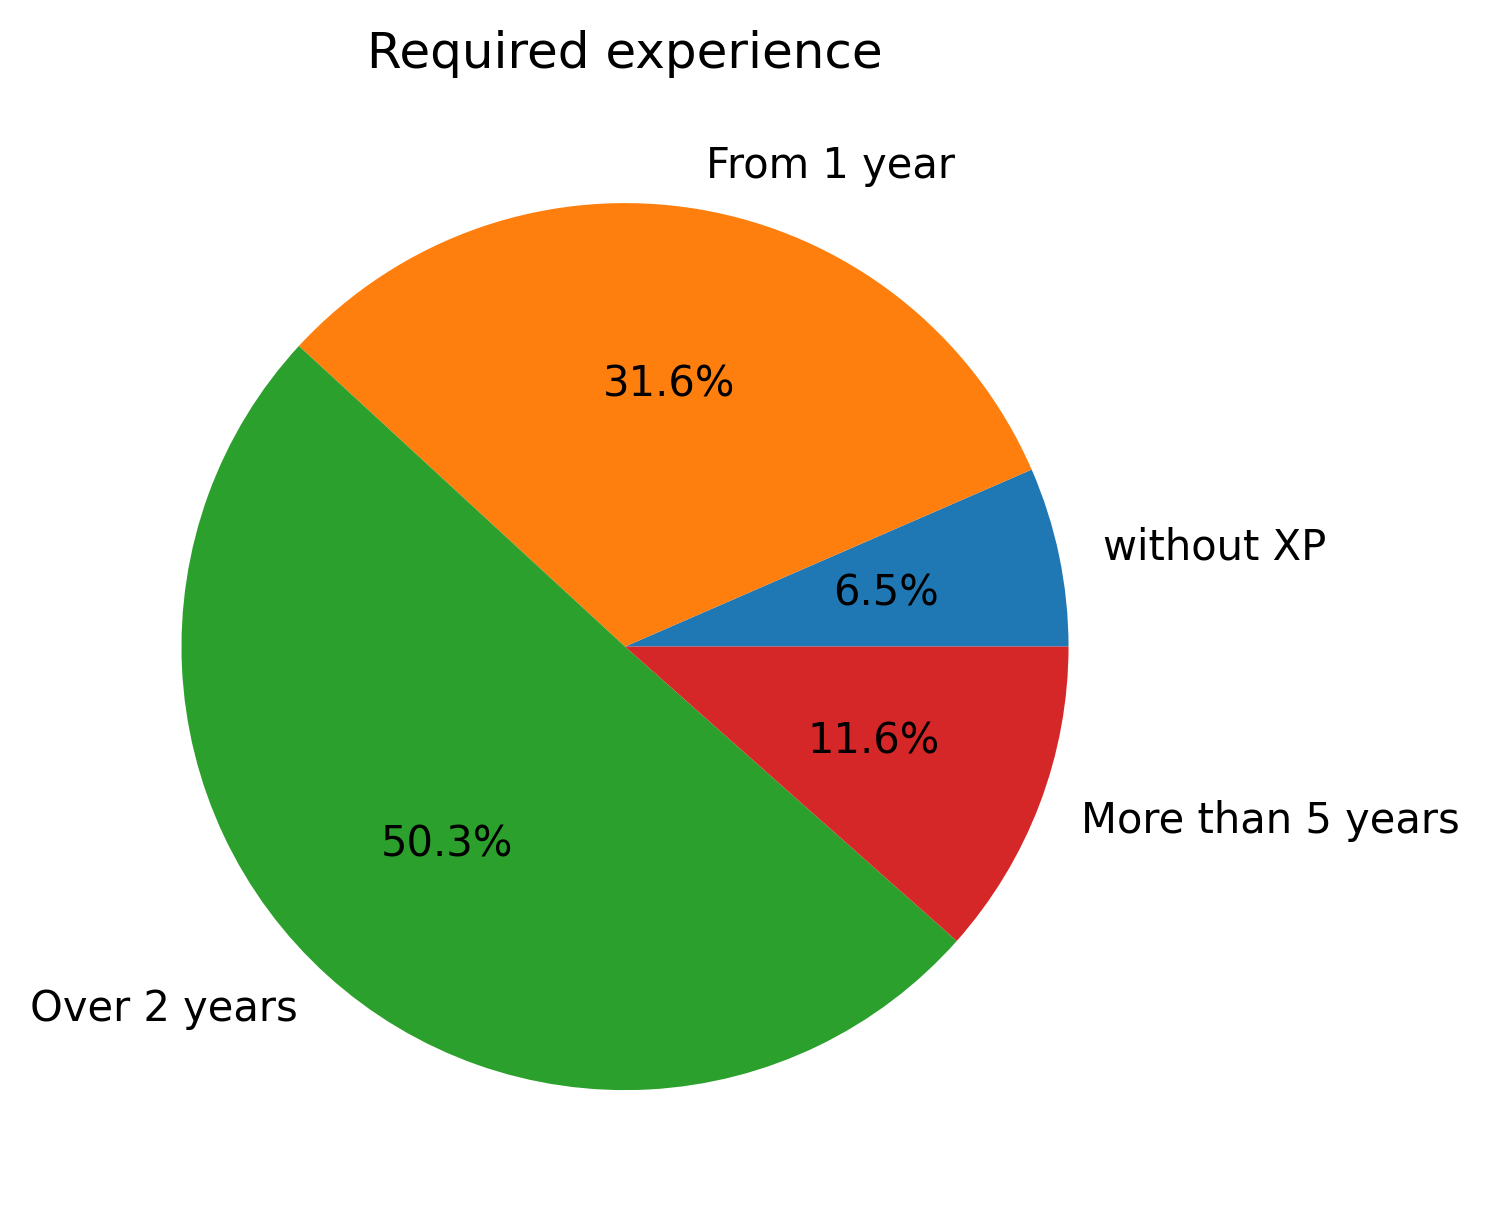 Required experience
From 1 year
31.6%
without XP
6.5%
11.6%
More than 5 years
50.3%
Over 2 years